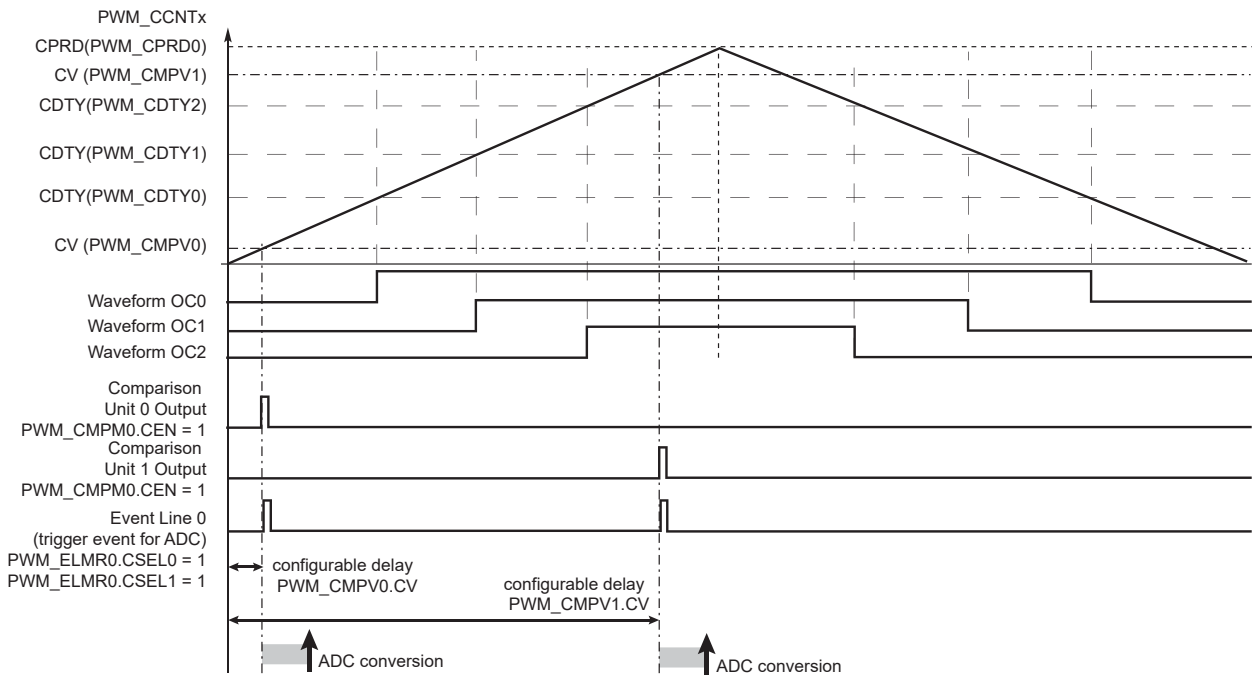 PWM_CCNTx
CPRD(PWM_CPRD0)
CV (PWM_CMPV1)
CDTY(PWM_CDTY2)
CDTY(PWM_CDTY1)
CDTY(PWM_CDTY0)
CV (PWM_CMPV0)
Waveform OC0
Waveform OC1
Waveform OC2
Comparison
Unit 0 Output
PWM_CMPM0.CEN = 1
Comparison
Unit 1 Output
PWM_CMPM0.CEN = 1
Event Line 0
(trigger event for ADC)
PWM_ELMR0.CSEL0 = 1
PWM_ELMR0.CSEL1 = 1
configurable delay
PWM_CMPV0.CV
configurable delay
PWM_CMPV1.CV
ADC conversion
ADC conversion